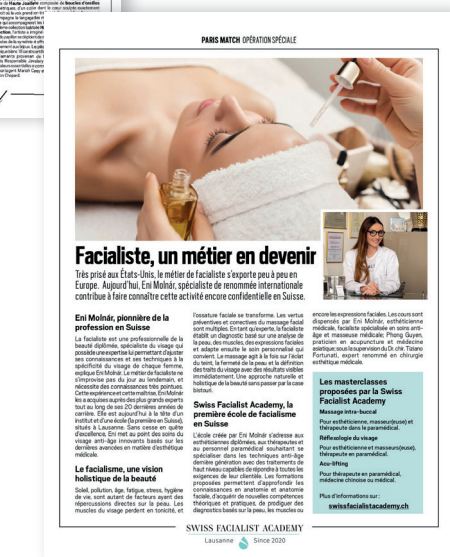 de Haute Joaillerie composée de boucles d'oreilles
PARIS MATCH OPÉRATION SPÉCIALE
Facialiste, un métier en devenir
Très prisé aux États-Unis, le métier de facialiste s'exporte peu à peu en
Europe. Aujourd'hui, Eni Molnár, spécialiste de renommée internationale
contribue à faire connaître cette activité encore confidentielle en Suisse.
Eni Molnár, pionnière de la
profession en Suisse
La facialiste est une professionnelle de la
beauté diplômée, spécialiste du visage qui
possède une expertise lui permettant d'ajuster
ses connaissances et ses techniques à la
spécificité du visage de chaque femme,
explique Eni Molnár. Le métier de facialiste ne
s'improvise pas du jour au lendemain, et
nécessite des connaissances très pointues.
Cette expérience et cette maîtrise, Eni Molnár
les a acquises auprès des plus grands experts
tout au long de ses 20 dernières années de
carrière. Elle est aujourd'hui à la tête d'un
institut et d'une école (la première en Suisse),
situés à Lausanne. Sans cesse en quête
d'excellence, Eni met au point des soins du
visage anti-âge innovants basés sur les
dernières avancées en matière d'esthétique
médicale.
Le facialisme, une vision
holistique de la beauté
Soleil, pollution, âge, fatigue, stress, hygiène
de vie, sont autant de facteurs ayant des
répercussions directes sur la peau. Les
muscles du visage perdent en tonicité, et
l'ossature faciale se transforme. Les vertus
préventives et correctives du massage facial
sont multiples. En tant qu'experte, la facialiste
établit un diagnostic basé sur une analyse de
la peau, des muscles, des expressions faciales
et adapte ensuite le soin personnalisé qui
convient. Le massage agit à la fois sur l'éclat
du teint, la fermeté de la peau et la définition
des traits du visage avec des résultats visibles
immédiatement. Une approche naturelle et
holistique de la beauté sans passer par la case
bistouri.
Swiss Facialist Academy, la
première école de facialisme
en Suisse
L'école créée par Eni Molnár s'adresse aux
esthéticiennes diplômées, aux thérapeutes et
au personnel paramédical souhaitant se
spécialiser dans les techniques anti-âge
dernière génération avec des traitements de
haut niveau capables de répondre à toutes les
exigences de leur clientèle. Les formations
proposées permettent d'approfondir les
connaissances en anatomie et anatomie
faciale, d'acquérir de nouvelles compétences
théoriques et pratiques, de prodiguer des
diagnostics basés sur la peau, les muscles ou
encore les expressions faciales. Les cours sont
dispensés par Eni Molnár, esthéticienne
médicale, facialiste spécialisée en soins anti-
âge et masseuse médicale; Phong Guyen,
praticien en acupuncture et médecine
asiatique; sous la supervision du Dr. chir. Tiziano
Fortunati, expert renommé en chirurgie
esthétique médicale.
Les masterclasses
proposées par la Swiss
Facialist Academy
Massage intra-buccal
Pour esthéticienne, masseur(euse) et
thérapeute dans le paramédical.
Réflexologie du visage
Pour esthéticienne et masseurs(euse),
thérapeute en paramédical.
Acu-lifting
Pour thérapeute en paramédical,
médecine chinoise ou médical.
Plus d'informations sur :
swissfacialistacademy.ch
SWISS FACIALIST ACADEMY
Lausanne Since 2020